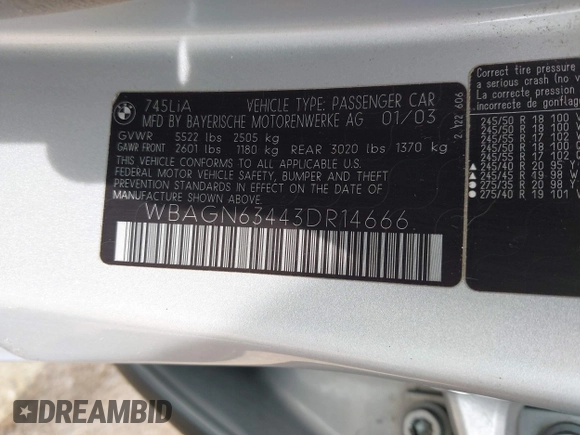 BMW
745LiA VEHICLE TYPE: PASSENGER CAR
MFD BY BAYERISCHE MOTORENWERKE AG 01/03
GVWR 5522 lbs 2505 kg
GAWR FRONT 2601 lbs 1180 kg REAR 3020 lbs 1370 kg
THIS VEHICLE CONFORMS TO ALL APPLICABLE U.S.
FEDERAL MOTOR VEHICLE SAFETY, BUMPER AND THEFT
PREVENTION STANDARDS IN EFFECT ON THE DATE OF
MANUFACTURE SHOWN ABOVE.
WBAGN63443DR14666
2 122 606
Correct tire pressure
a serious crash (no
La pression correcte
incorrecte des
de gonflag
245/50 R 18 100
245/50 R 18 100 V
245/55 R 17 102
245/50 R 18 100
245/55 R 17 102
245/40 R 20 95 Y
245/45 R 19 98 W
275/35 R 20 98 Y
275/40 R 19 101 W
DREAMBID